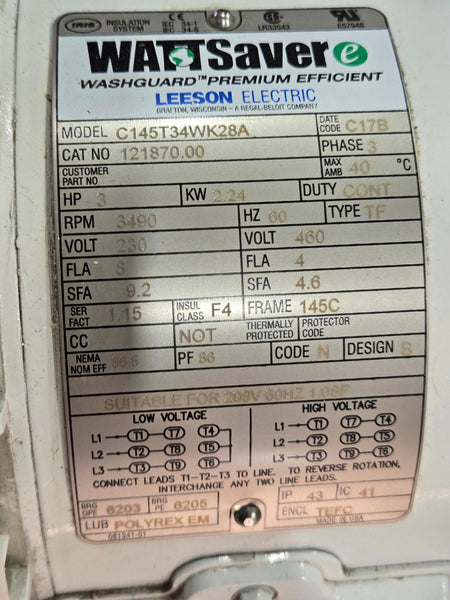 IRIS INSULATION SYSTEM CE IEC 34-1 IEC 34-5 LR33543 E57948
WATTSaver e
WASHGUARD™PREMIUM EFFICIENT
LEESON ELECTRIC
GRAFTON, WISCONSIN - A REGAL-BELOIT COMPANY
MODEL C145T34WK28A DATE CODE C17B
CAT NO 121870.00 PHASE 3
CUSTOMER PART NO MAX AMB 40 °C
HP 3 KW 2.24 DUTY CONT
RPM 3490 HZ 60 TYPE TF
VOLT 230 VOLT 460
FLA 8 FLA 4
SFA 9.2 SFA 4.6
SER FACT 1.15 INSUL CLASS F4 FRAME 145C
CC NOT THERMALLY PROTECTED PROTECTOR CODE
NEMA NOM EFF 86.5 PF 86 CODE N DESIGN B
SUITABLE FOR 208V 60HZ 1.0SF
LOW VOLTAGE HIGH VOLTAGE
L1 T1 T7 T4 L1 T1 T7 T4
L2 T2 T8 T5 L2 T2 T8 T5
L3 T3 T9 T6 L3 T3 T9 T6
CONNECT LEADS T1-T2-T3 TO LINE. TO REVERSE ROTATION,
INTERCHANGE ANY TWO LINE LEADS.
BRG OPE 6203 BRG PE 6205 IP 43 IC 41
LUB POLYREX EM ENCL TEFC
MADE IN USA